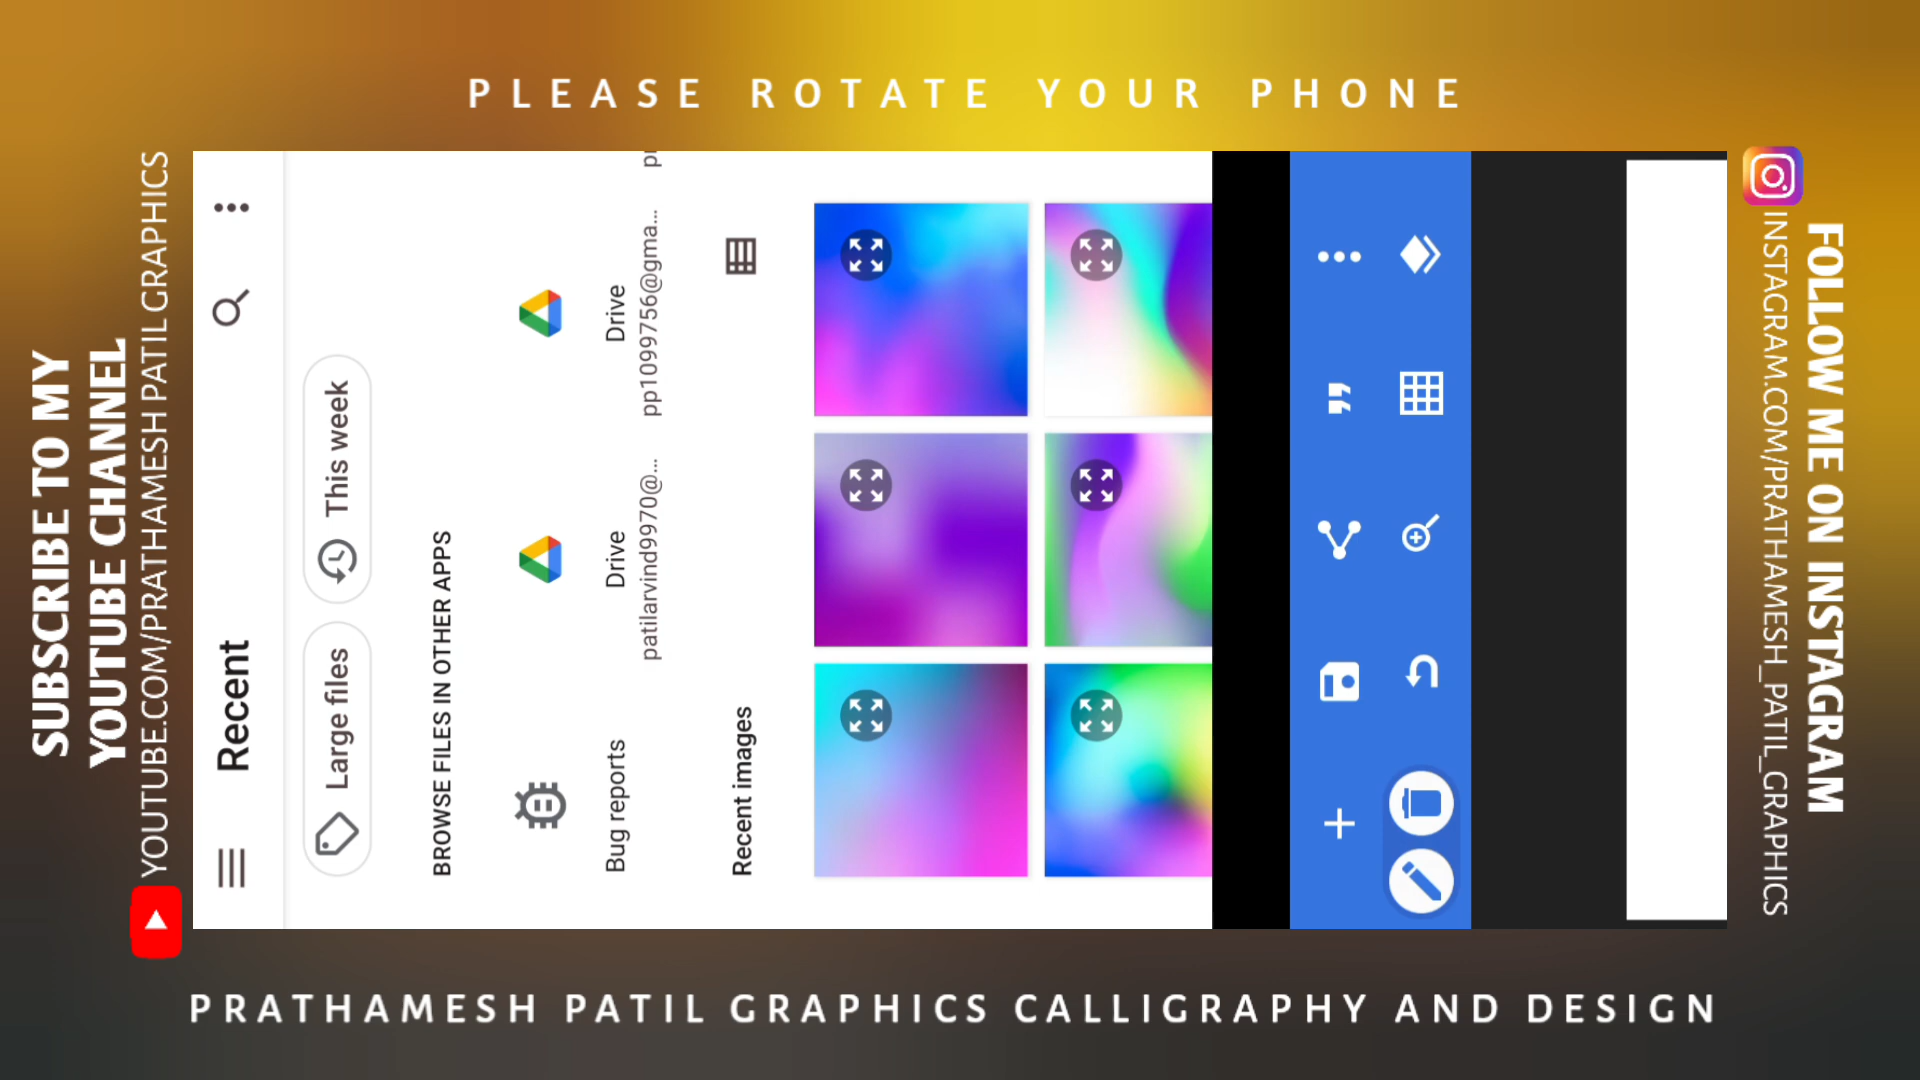 PLEASE ROTATE YOUR PHONE
SUBSCRIBE TO MY
YOUTUBE CHANNEL
YOUTUBE.COM/PRATHAMESH PATIL GRAPHICS
Recent
Large files
This week
BROWSE FILES IN OTHER APPS
Bug reports
Drive
patilarvind9970@...
Drive
pp1099756@gma...
Recent images
INSTAGRAM.COM/PRATHAMESH_PATIL_GRAPHICS
FOLLOW ME ON INSTAGRAM
PRATHAMESH PATIL GRAPHICS CALLIGRAPHY AND DESIGN